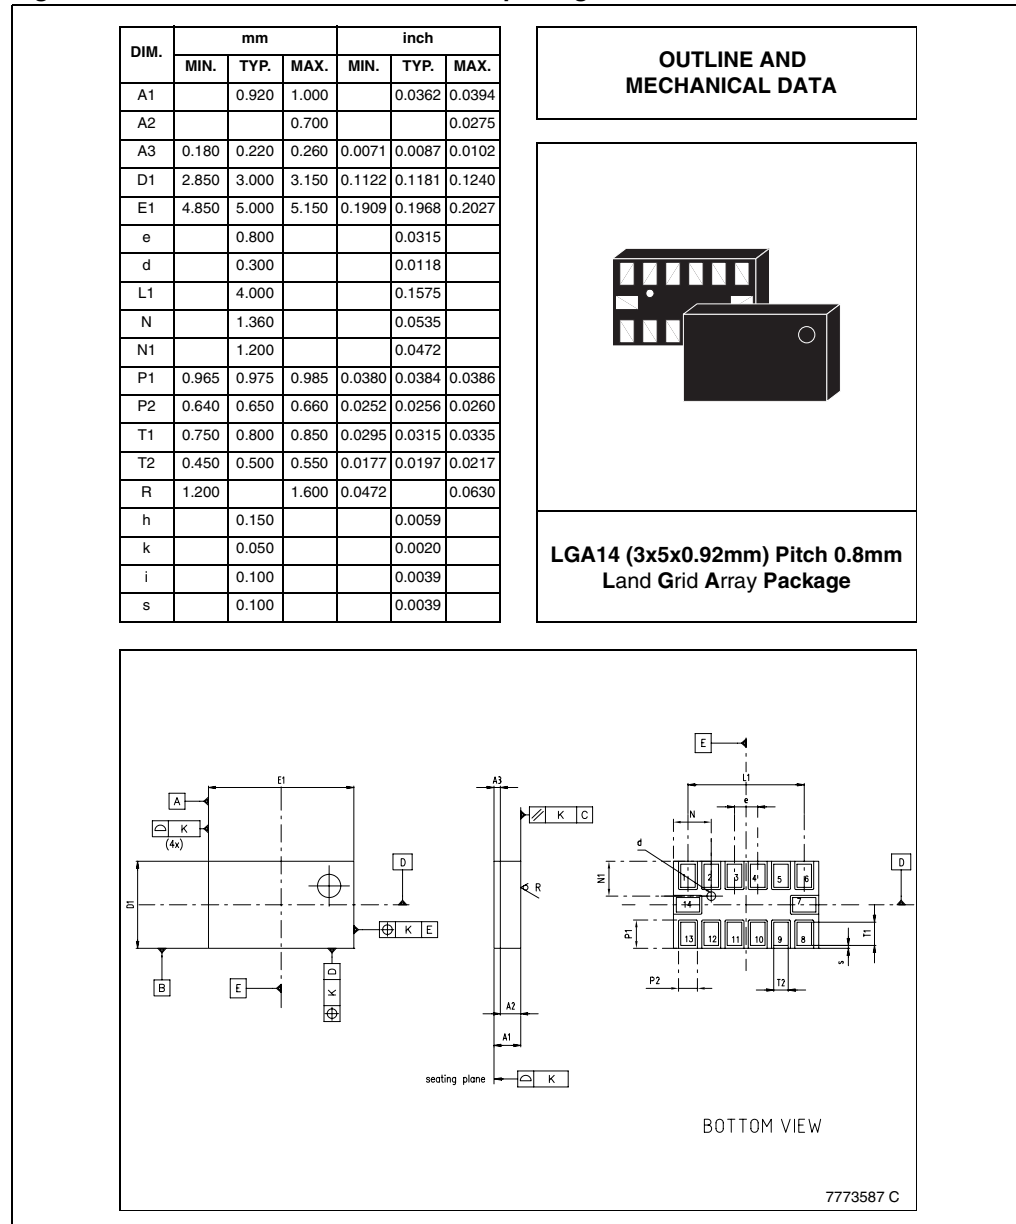 DIM. mm inch
MIN. TYP. MAX. MIN. TYP. MAX.
A1 0.920 1.000 0.0362 0.0394
A2 0.700 0.0275
A3 0.180 0.220 0.260 0.0071 0.0087 0.0102
D1 2.850 3.000 3.150 0.1122 0.1181 0.1240
E1 4.850 5.000 5.150 0.1909 0.1968 0.2027
e 0.800 0.0315
d 0.300 0.0118
L1 4.000 0.1575
N 1.360 0.0535
N1 1.200 0.0472
P1 0.965 0.975 0.985 0.0380 0.0384 0.0386
P2 0.640 0.650 0.660 0.0252 0.0256 0.0260
T1 0.750 0.800 0.850 0.0295 0.0315 0.0335
T2 0.450 0.500 0.550 0.0177 0.0197 0.0217
R 1.200 1.600 0.0472 0.0630
h 0.150 0.0059
k 0.050 0.0020
i 0.100 0.0039
s 0.100 0.0039
OUTLINE AND
MECHANICAL DATA
LGA14 (3x5x0.92mm) Pitch 0.8mm
Land Grid Array Package
E1
A
K
(4x)
D
D1
K E
B
E
K D
A3
K C
R
A2
A1
seating plane
K
E
L1
e
N
d
N1
D
1 2 3 4 5 6
14 7
13 12 11 10 9 8
P1
T1
s
P2
T2
BOTTOM VIEW
7773587 C